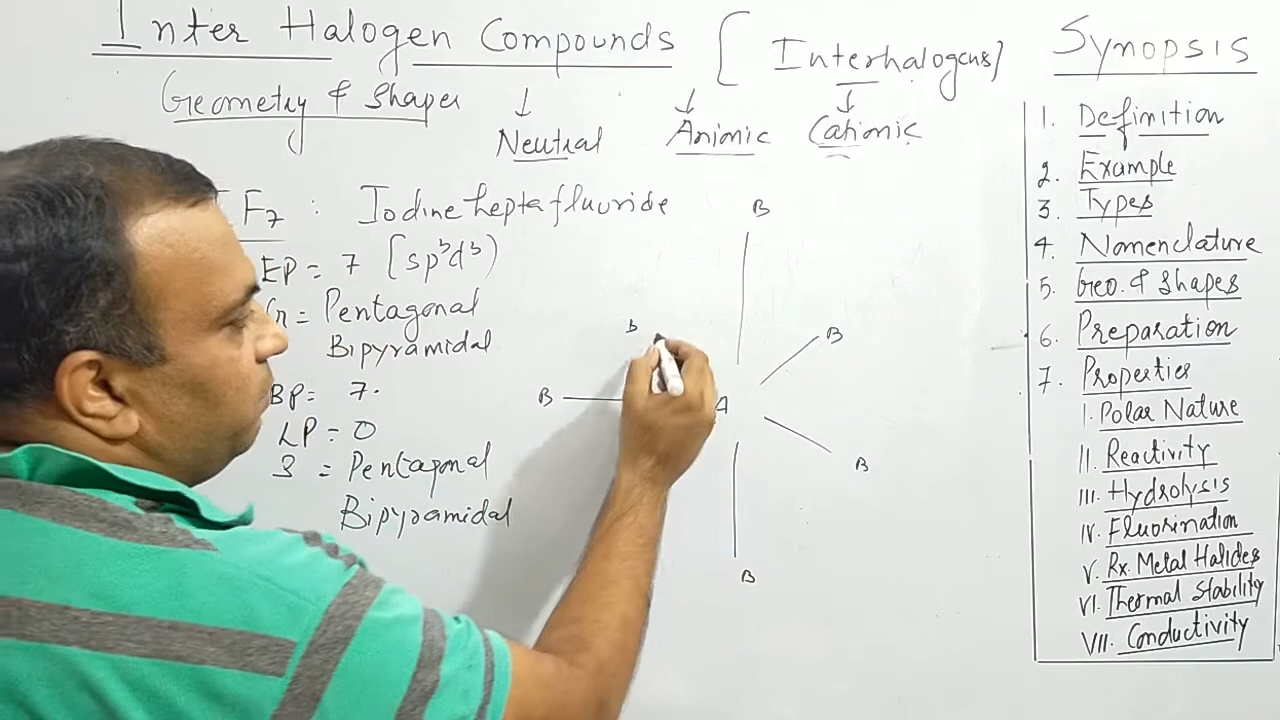 Inter Halogen Compounds [ Interhalogens]
Geometry & Shapes ↓ ↓ ↓
Neutral Anionic Cationic
F7 : Iodine heptafluoride
EP = 7 [sp3d3)
= Pentagonal
Bipyramidal
BP = 7.
LP = 0
S = Pentagonal
Bipyramidal
B
B
B
B
A
B
B
Synopsis
1. Definition
2. Example
3. Types
4. Nomenclature
5. Geo. & Shapes
6. Preparation
7. Properties
I. Polar Nature
II. Reactivity
III. Hydrolysis
IV. Fluorination
V. Rx. Metal Halides
VI. Thermal Stability
VII. Conductivity